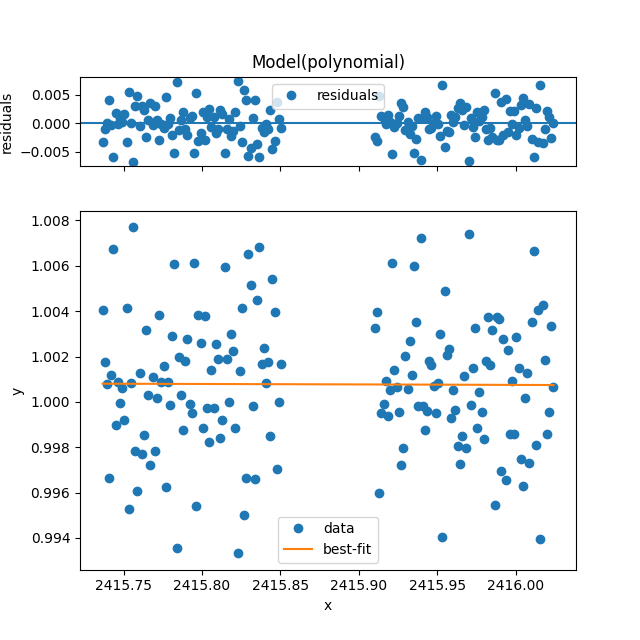 Model(polynomial)
residuals
0.005
0.000
−0.005
residuals
y
1.008
1.006
1.004
1.002
1.000
0.998
0.996
0.994
data
best-fit
2415.75 2415.80 2415.85 2415.90 2415.95 2416.00
x